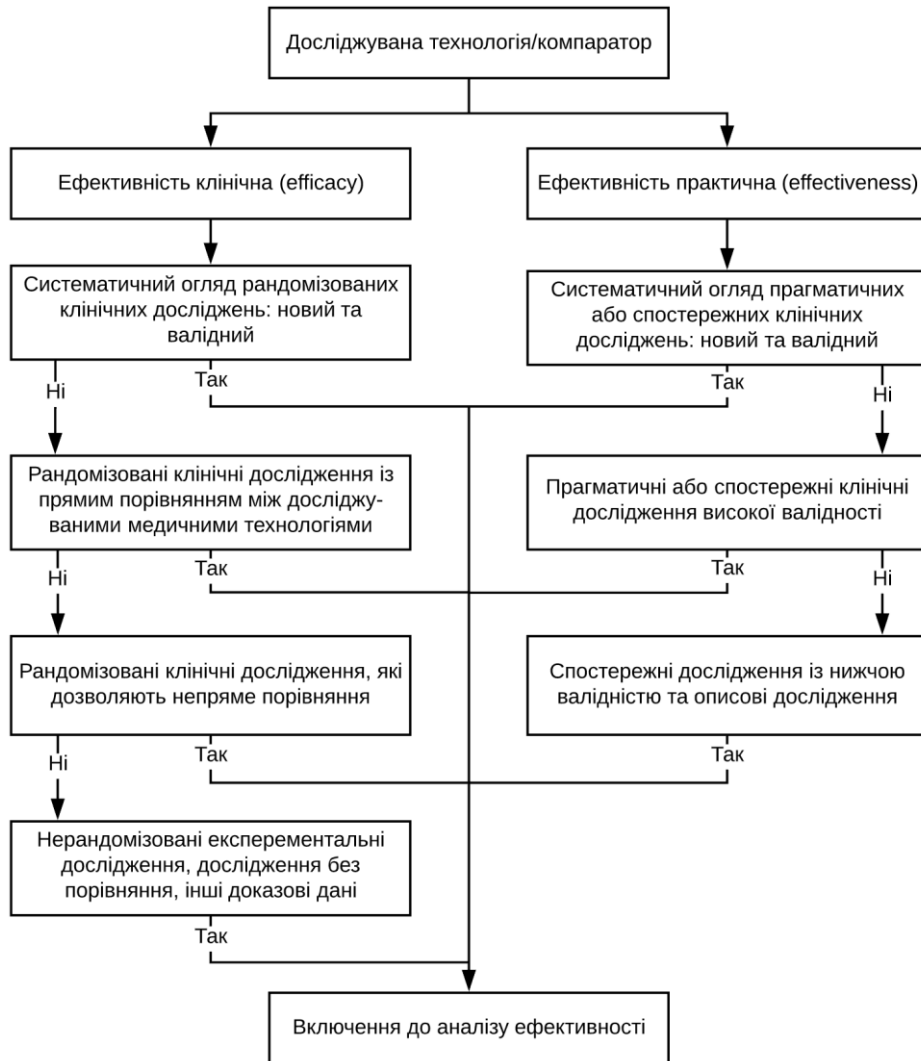 Досліджувана технологія/компаратор
Ефективність клінічна (efficacy)
Ефективність практична (effectiveness)
Систематичний огляд рандомізованих
клінічних досліджень: новий та
валідний
Систематичний огляд прагматичних
або спостережних клінічних
досліджень: новий та валідний
Ні
Так
Так
Ні
Рандомізовані клінічні дослідження із
прямим порівнянням між досліджу-
ваними медичними технологіями
Прагматичні або спостережні клінічні
дослідження високої валідності
Ні
Так
Так
Ні
Рандомізовані клінічні дослідження, які
дозволяють непряме порівняння
Спостережні дослідження із нижчою
валідністю та описові дослідження
Ні
Так
Так
Нерандомізовані експерементальні
дослідження, дослідження без
порівняння, інші доказові дані
Так
Включення до аналізу ефективності